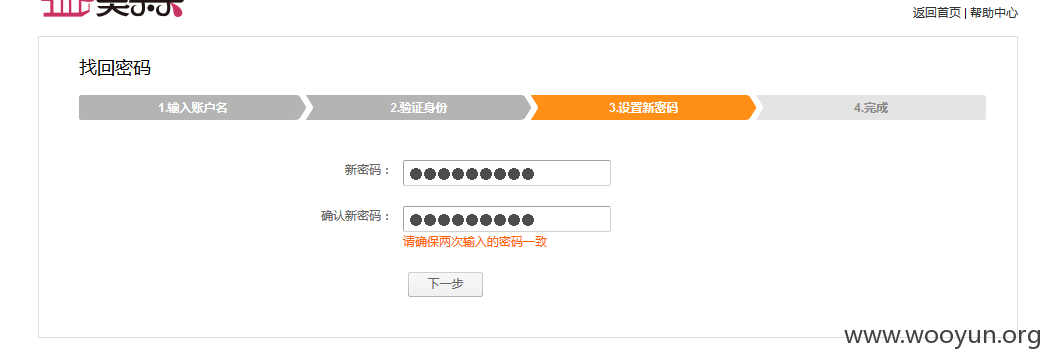 美乐乐
返回首页 | 帮助中心
找回密码
1.输入账户名
2.验证身份
3.设置新密码
4.完成
新密码：
●●●●●●●●●
确认新密码：
●●●●●●●●●
请确保两次输入的密码一致
下一步
www.wooyun.org